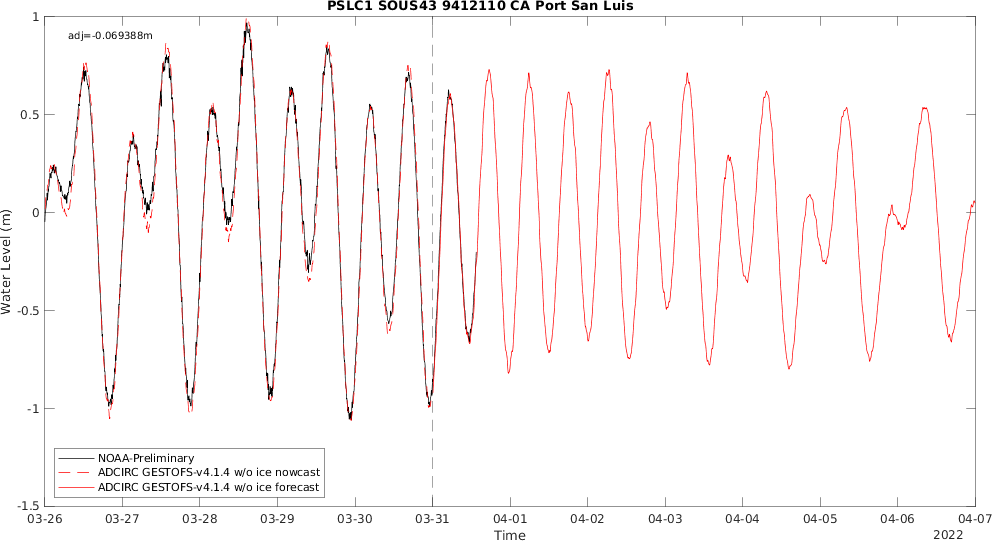 PSLC1 SOUS43 9412110 CA Port San Luis
adj=-0.069388m
1
0.5
0
-0.5
-1
-1.5
Water Level (m)
NOAA-Preliminary
ADCIRC GESTOFS-v4.1.4 w/o ice nowcast
ADCIRC GESTOFS-v4.1.4 w/o ice forecast
03-26 03-27 03-28 03-29 03-30 03-31 04-01 04-02 04-03 04-04 04-05 04-06 04-07
Time
2022